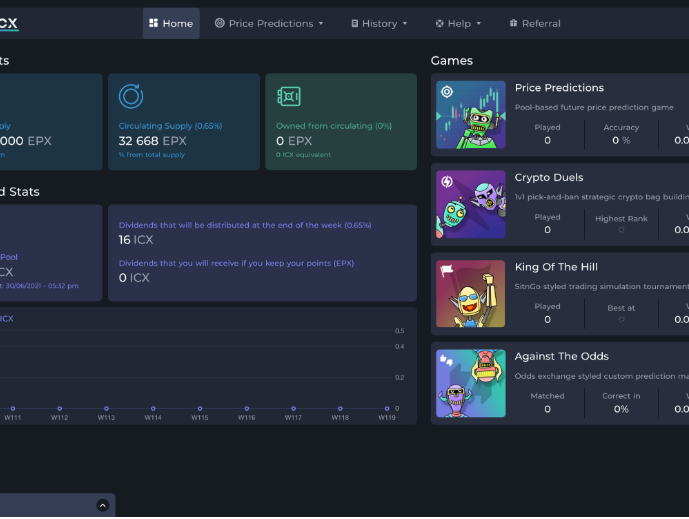 CX
Home
Price Predictions
History
Help
Referral
ts
Games
pply
000 EPX
m
Circulating Supply (0.65%)
32 668 EPX
% from total supply
Owned from circulating (0%)
0 EPX
0 ICX equivalent
d Stats
Pool
CX
t: 30/06/2021 - 05:32 pm
Dividends that will be distributed at the end of the week (0.65%)
16 ICX
Dividends that you will receive if you keep your points (EPX)
0 ICX
ICX
0.5
0.4
0.2
0
W111 W112 W113 W114 W115 W116 W117 W118 W119
Price Predictions
Pool-based future price prediction game
Played Accuracy
0 0 % 0.0
Crypto Duels
1v1 pick-and-ban strategic crypto bag buildin
Played Highest Rank
0 0.0
King Of The Hill
SitnGo styled trading simulation tournament
Played Best at
0 0.0
Against The Odds
Odds exchange styled custom prediction ma
Matched Correct in
0 0% 0.0